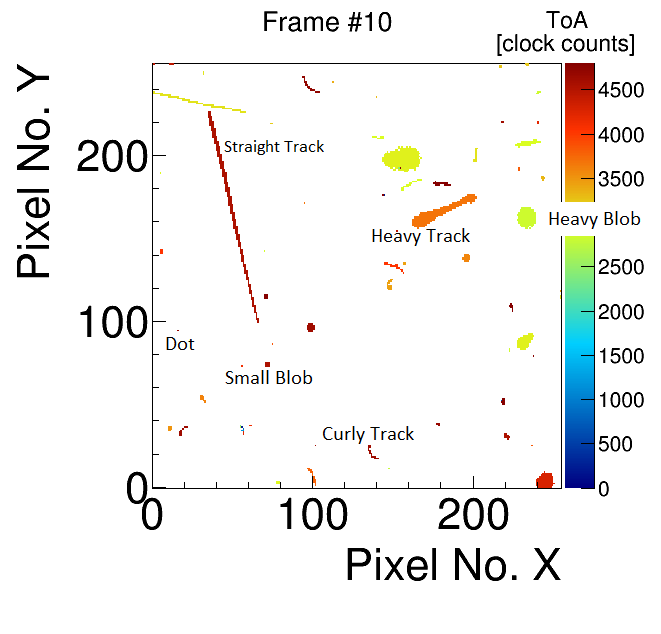 Frame #10
ToA
[clock counts]
Pixel No. Y
200
100
0
0
100
200
Pixel No. X
Straight Track
Heavy Track
Heavy Blob
Dot
Small Blob
Curly Track
4500
4000
3500
2500
2000
1500
1000
500
0